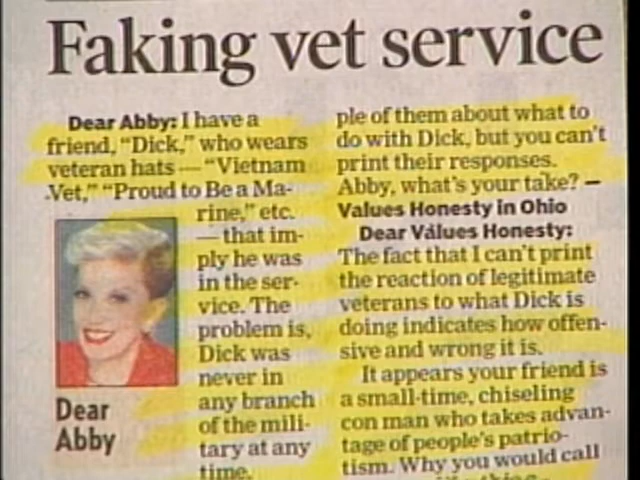 Faking vet service
Dear Abby: I have a
friend, "Dick," who wears
veteran hats — "Vietnam
Vet," "Proud to Be a Ma-
rine," etc.
— that im-
ply he was
in the ser-
vice. The
problem is,
Dick was
never in
any branch
of the mili-
tary at any
time.
Dear
Abby
ple of them about what to
do with Dick, but you can't
print their responses.
Abby, what's your take? —
Values Honesty in Ohio
Dear Values Honesty:
The fact that I can't print
the reaction of legitimate
veterans to what Dick is
doing indicates how offen-
sive and wrong it is.
It appears your friend is
a small-time, chiseling
con man who takes advan-
tage of people's patrio-
tism. Why you would call